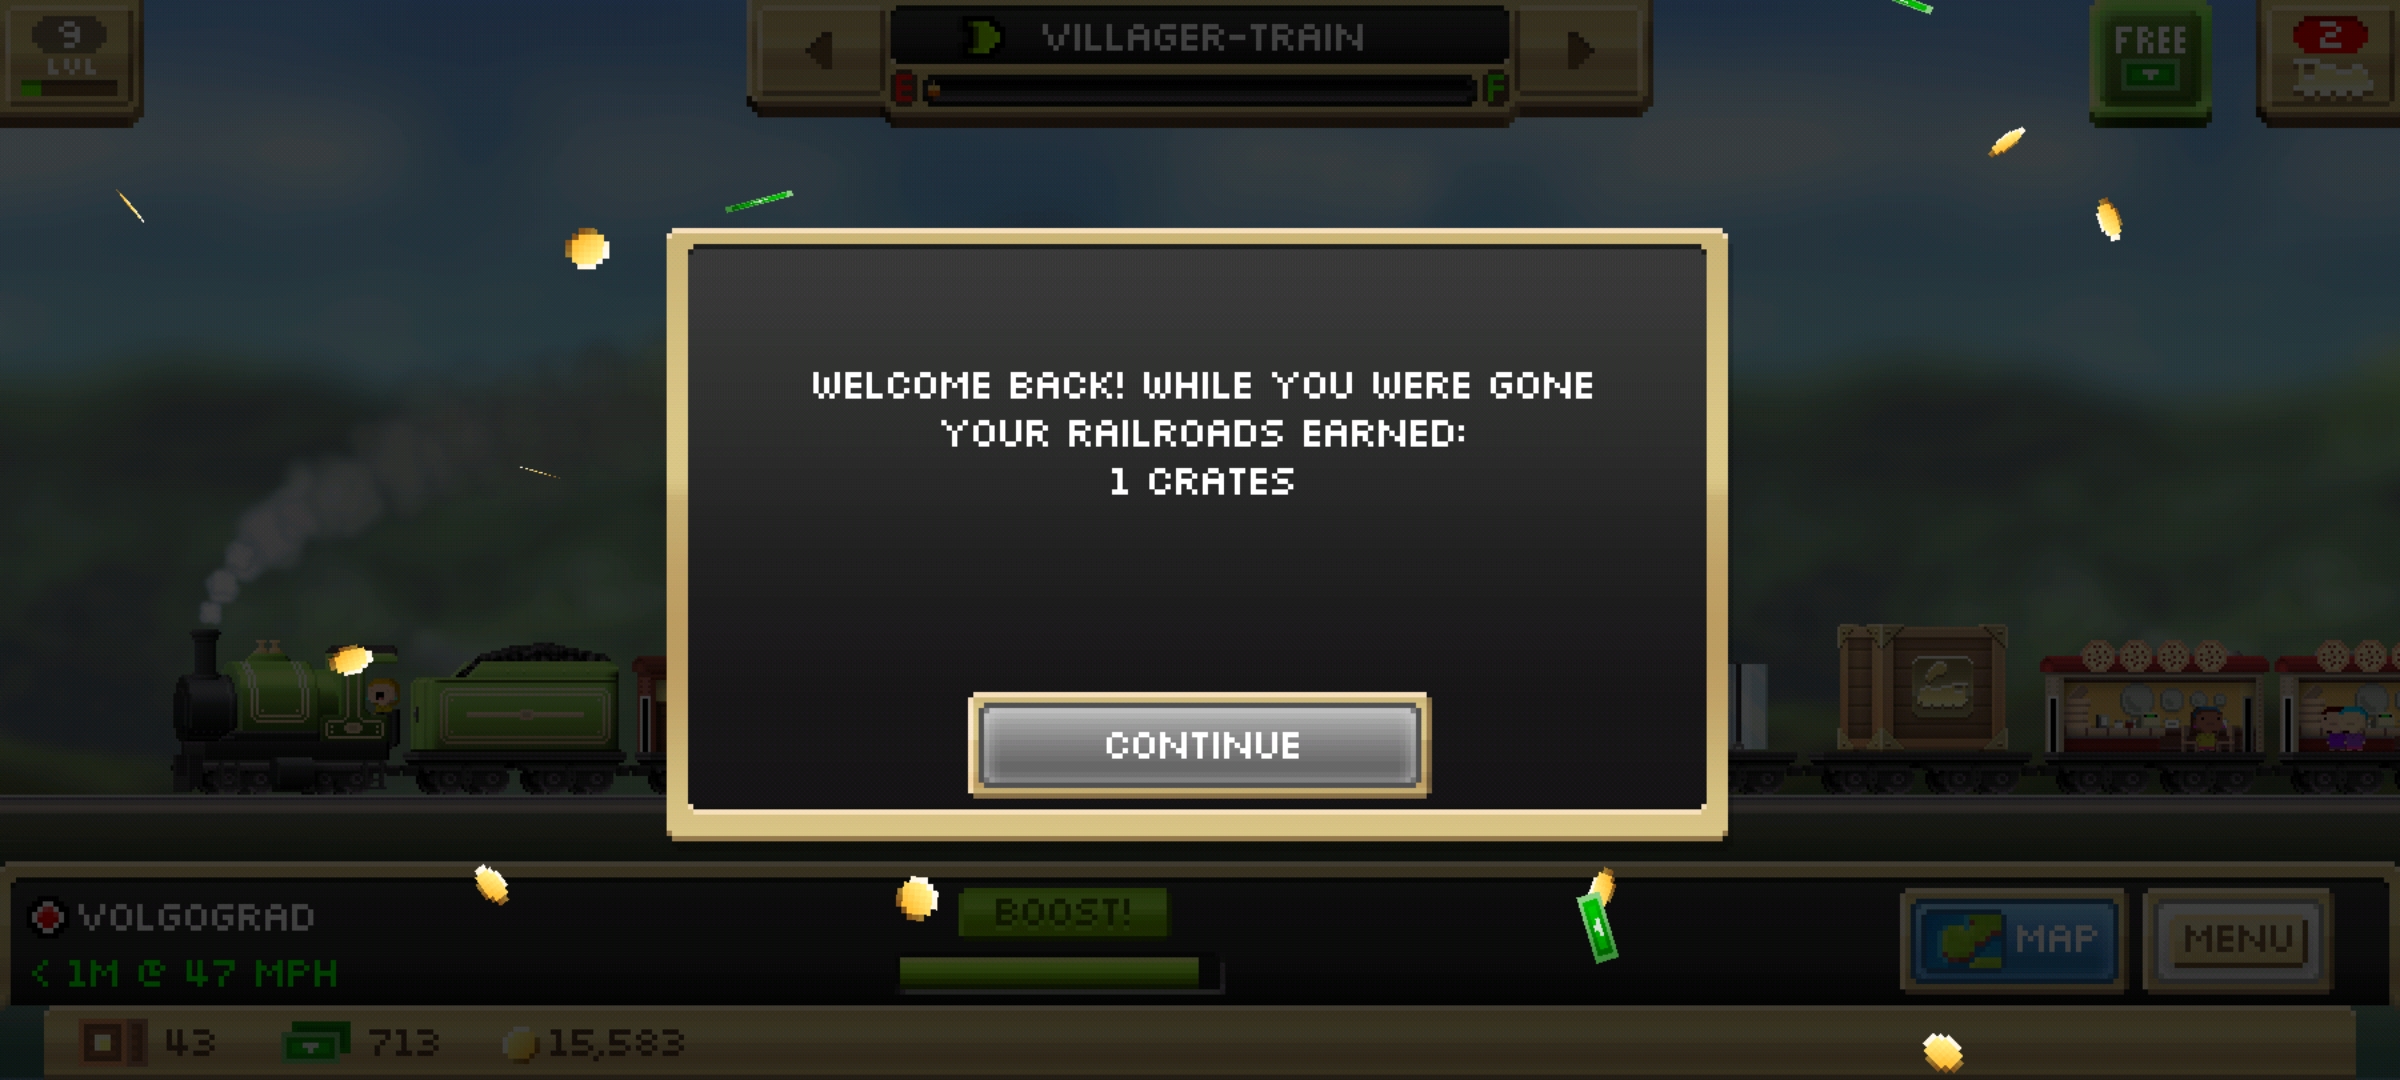 9
LVL
VILLAGER-TRAIN
E F
FREE
2
WELCOME BACK! WHILE YOU WERE GONE
YOUR RAILROADS EARNED:
1 CRATES
CONTINUE
VOLGOGRAD
< 1M @ 47 MPH
BOOST!
MAP
MENU
43 713 15,583